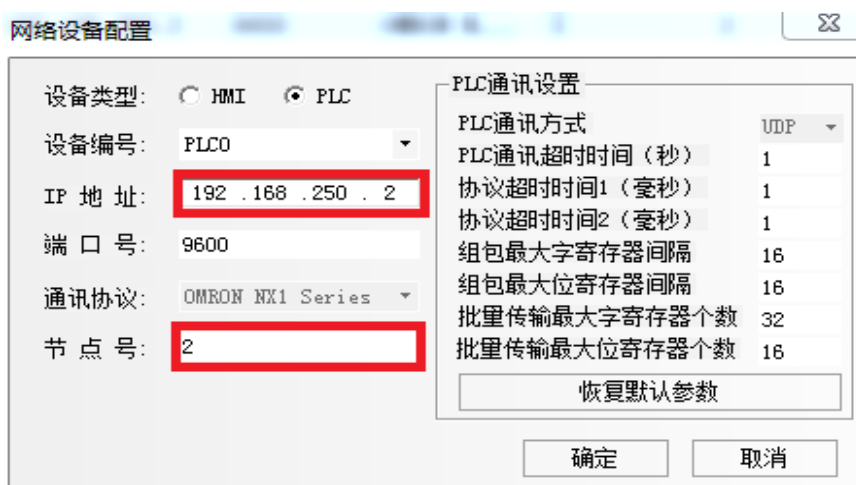 网络设备配置
设备类型: HMI PLC
设备编号: PLC0
IP 地 址: 192 .168 .250 . 2
端 口 号: 9600
通讯协议: OMRON NX1 Series
节 点 号: 2
PLC通讯设置
PLC通讯方式 UDP
PLC通讯超时时间（秒） 1
协议超时时间1（毫秒） 1
协议超时时间2（毫秒） 1
组包最大字寄存器间隔 16
组包最大位寄存器间隔 16
批量传输最大字寄存器个数 32
批量传输最大位寄存器个数 16
恢复默认参数
确定 取消